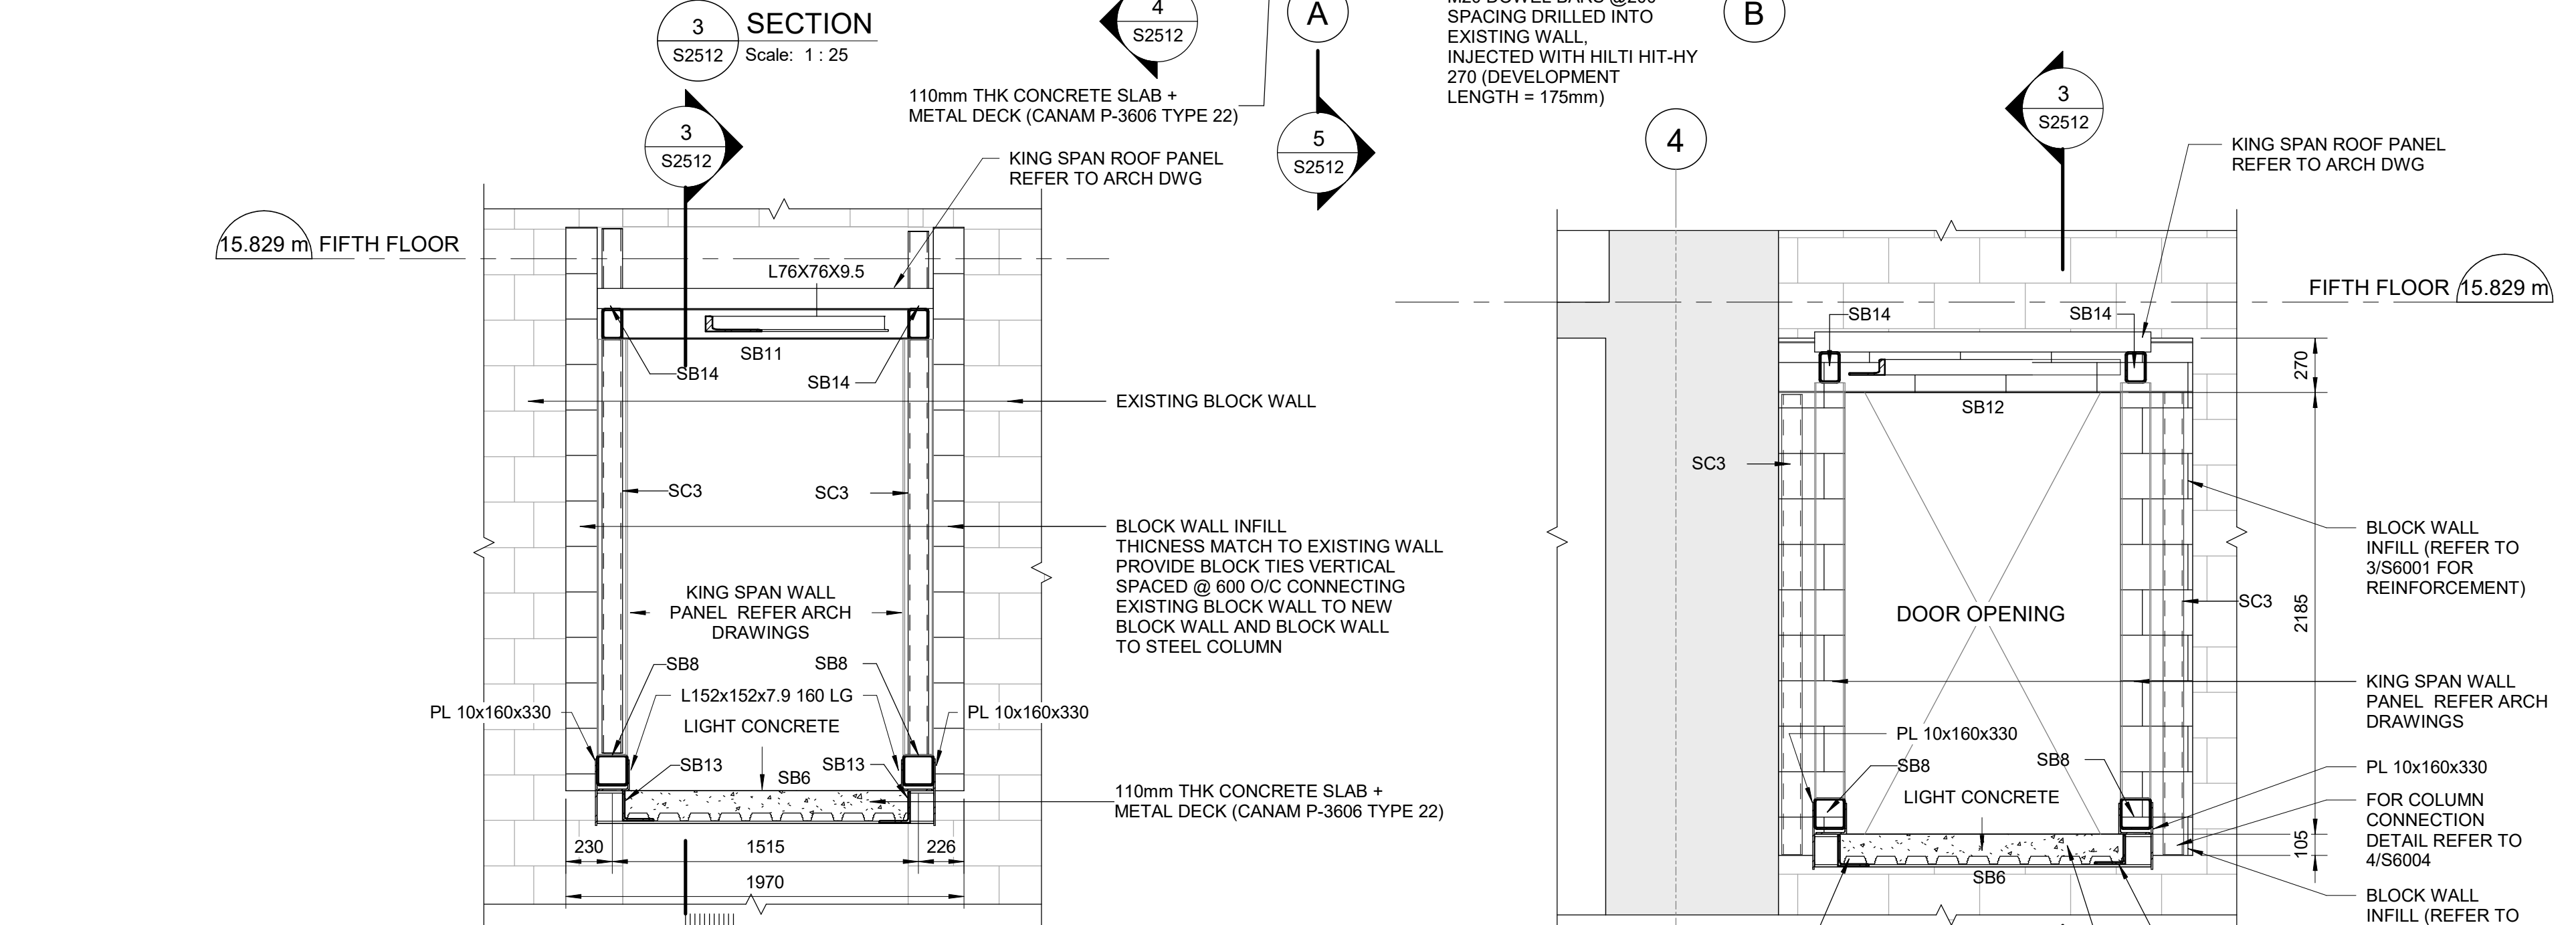 3
S2512
SECTION
Scale: 1 : 25
4
S2512
A
SPACING DRILLED INTO
EXISTING WALL,
INJECTED WITH HILTI HIT-HY
270 (DEVELOPMENT
LENGTH = 175mm)
B
110mm THK CONCRETE SLAB +
METAL DECK (CANAM P-3606 TYPE 22)
3
S2512
5
S2512
KING SPAN ROOF PANEL
REFER TO ARCH DWG
15.829 m
FIFTH FLOOR
L76X76X9.5
SB11
SB14
SB14
EXISTING BLOCK WALL
SC3
SC3
BLOCK WALL INFILL
THICNESS MATCH TO EXISTING WALL
PROVIDE BLOCK TIES VERTICAL
SPACED @ 600 O/C CONNECTING
EXISTING BLOCK WALL TO NEW
BLOCK WALL AND BLOCK WALL
TO STEEL COLUMN
KING SPAN WALL
PANEL REFER ARCH
DRAWINGS
SB8
SB8
L152x152x7.9 160 LG
PL 10x160x330
PL 10x160x330
LIGHT CONCRETE
SB13
SB13
SB6
110mm THK CONCRETE SLAB +
METAL DECK (CANAM P-3606 TYPE 22)
230
1515
226
1970
4
3
S2512
KING SPAN ROOF PANEL
REFER TO ARCH DWG
FIFTH FLOOR
15.829 m
SB14
SB14
270
SB12
SC3
BLOCK WALL
INFILL (REFER TO
3/S6001 FOR
REINFORCEMENT)
SC3
2185
DOOR OPENING
KING SPAN WALL
PANEL REFER ARCH
DRAWINGS
PL 10x160x330
SB8
SB8
PL 10x160x330
LIGHT CONCRETE
FOR COLUMN
CONNECTION
DETAIL REFER TO
4/S6004
105
SB6
BLOCK WALL
INFILL (REFER TO